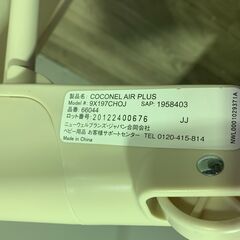 製品名: COCONEL AIR PLUS
Model #: 9X197CHOJ SAP: 1958403
品番: 66044
ロット番号: 20122400676 JJ
ニューウェルブランズ・ジャパン合同会社
ベビー用品 お客様サポートセンター TEL 0120-415-814
Made in China
NWL0001029371A